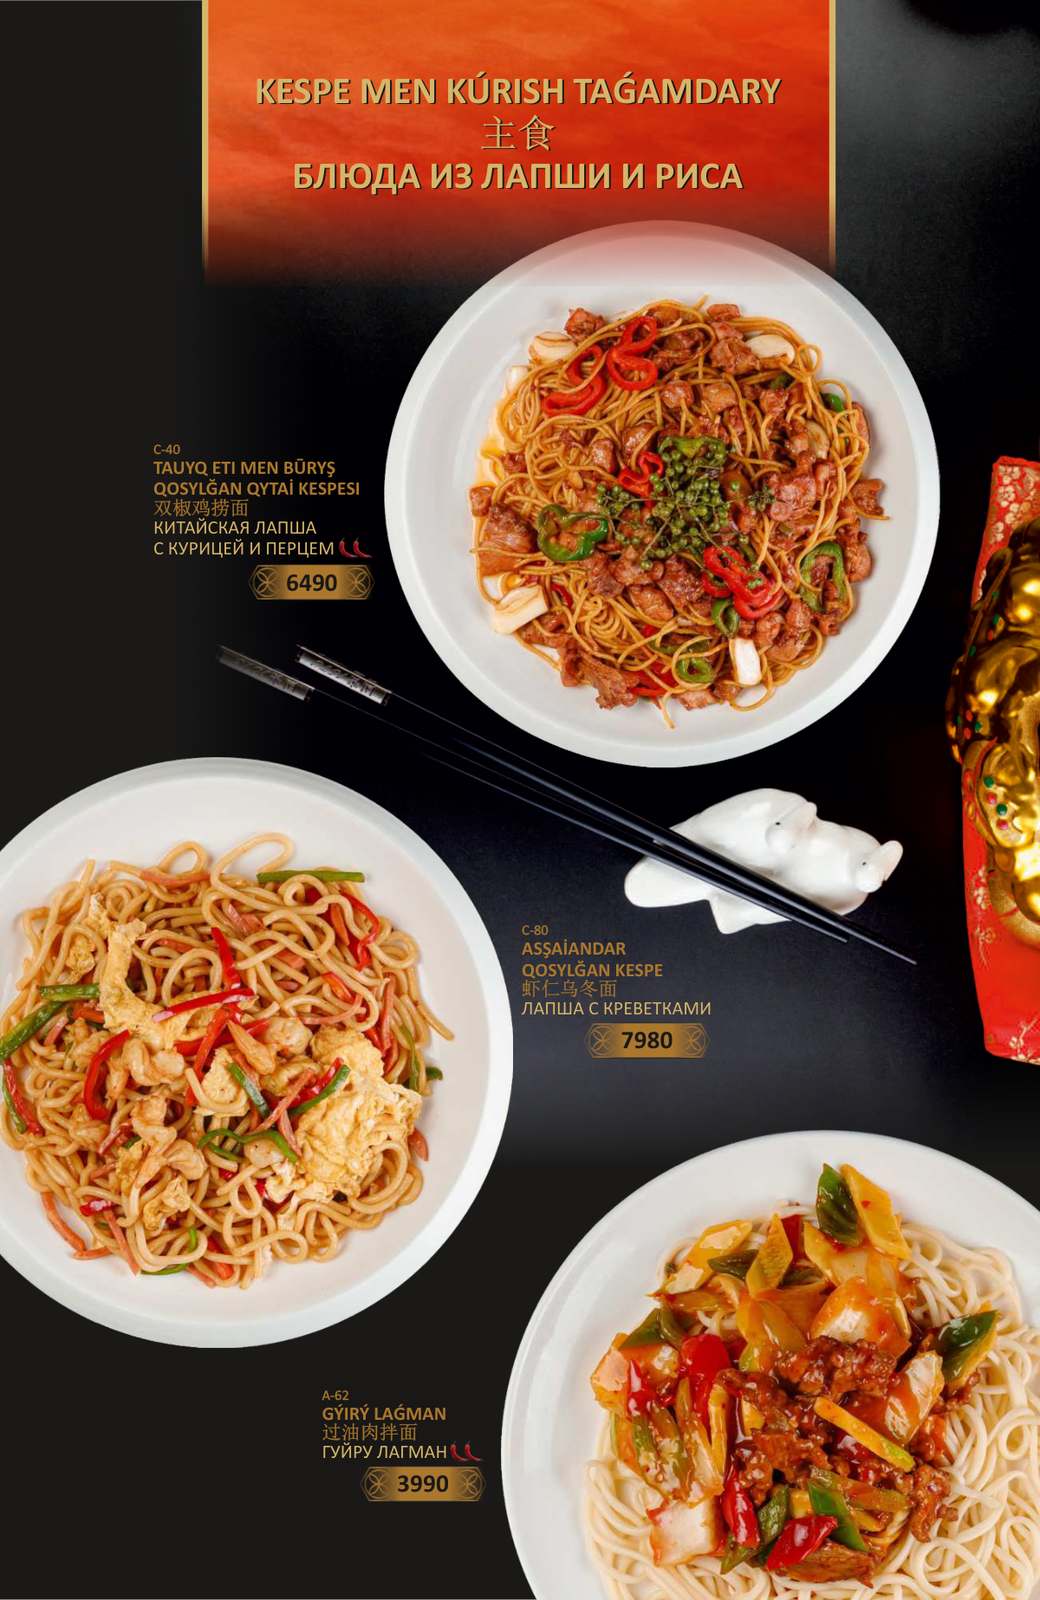 KESPE MEN KÚRISH TAǴAMDARY
主食
БЛЮДА ИЗ ЛАПШИ И РИСА
C-40
TAUYQ ETI MEN BŪRYŞ
QOSYLĞAN QYTAİ KESPESI
双椒鸡捞面
КИТАЙСКАЯ ЛАПША
С КУРИЦЕЙ И ПЕРЦЕМ
6490
C-80
ASŞAİANDAR
QOSYLĞAN KESPE
虾仁乌冬面
ЛАПША С КРЕВЕТКАМИ
7980
A-62
GÝIRÝ LAǴMAN
过油肉拌面
ГУЙРУ ЛАГМАН
3990